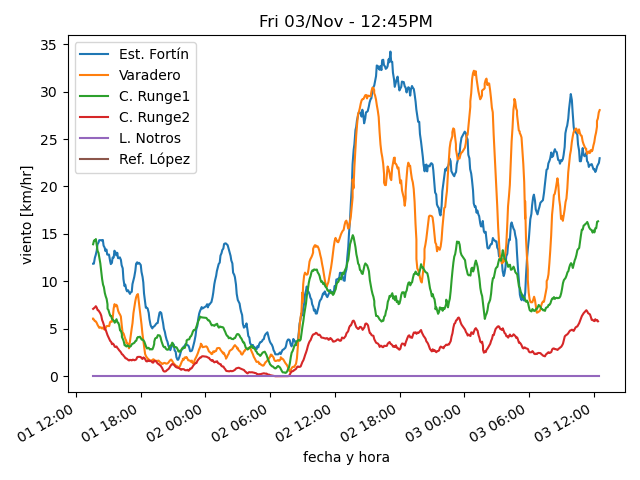 Fri 03/Nov - 12:45PM
Est. Fortín
Varadero
C. Runge1
C. Runge2
L. Notros
Ref. López
viento [km/hr]
35
30
25
20
15
10
5
0
01 12:00
01 18:00
02 00:00
02 06:00
02 12:00
02 18:00
03 00:00
03 06:00
03 12:00
fecha y hora